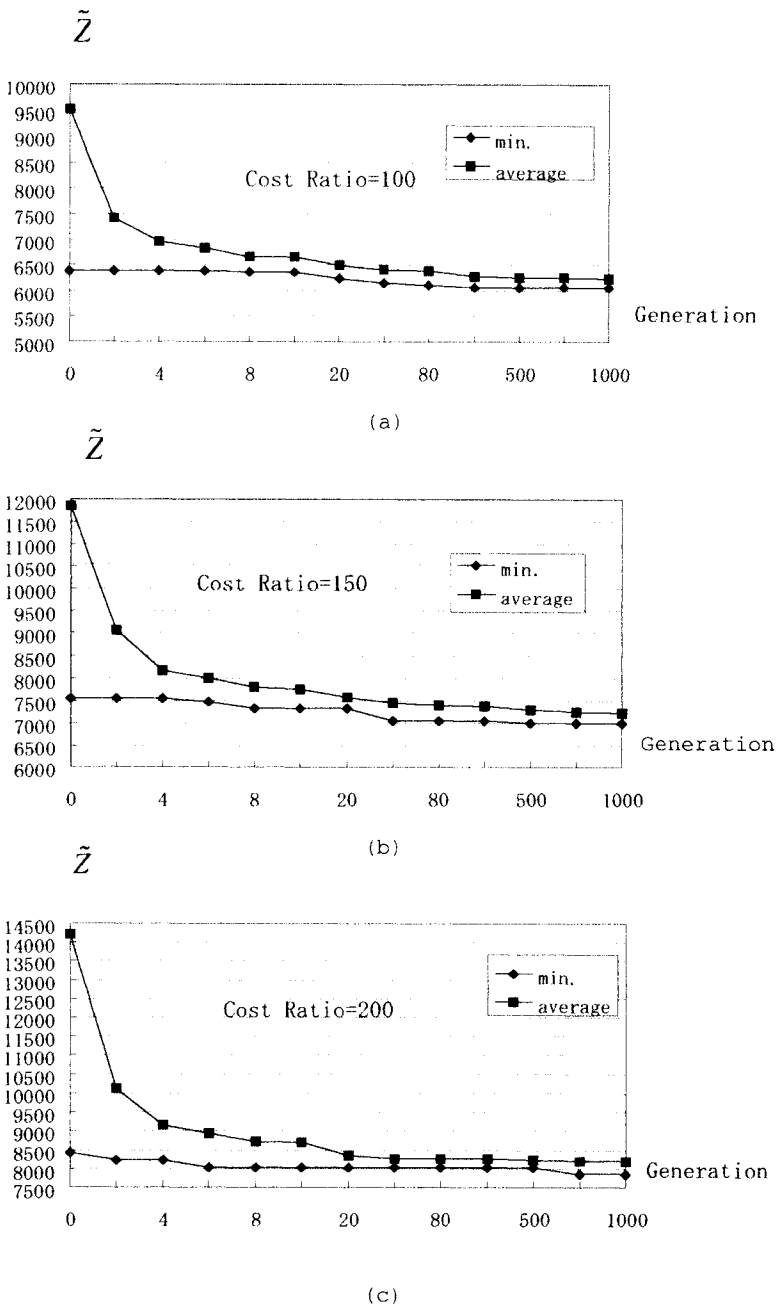 Z̃
10000
9500
9000
8500
8000
7500
7000
6500
6000
5500
5000
min.
average
Cost Ratio=100
Generation
0 4 8 20 80 500 1000
(a)
Z̃
12000
11500
11000
10500
10000
9500
9000
8500
8000
7500
7000
6500
6000
min.
average
Cost Ratio=150
Generation
0 4 8 20 80 500 1000
(b)
Z̃
14500
14000
13500
13000
12500
12000
11500
11000
10500
10000
9500
9000
8500
8000
7500
min.
average
Cost Ratio=200
Generation
0 4 8 20 80 500 1000
(c)